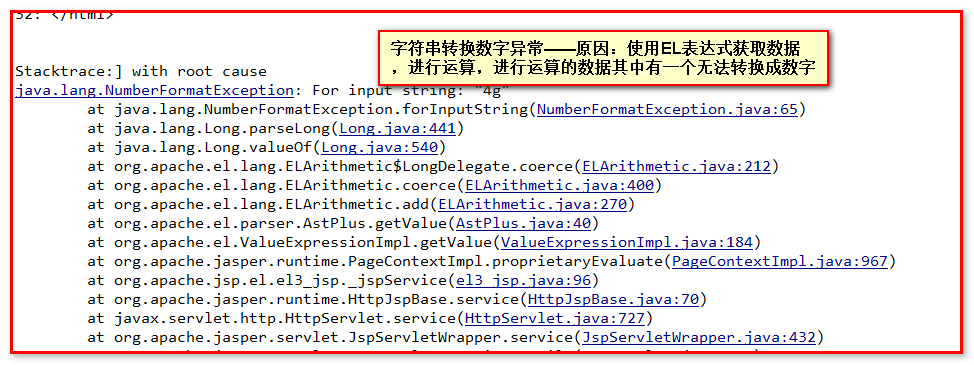 32: </html>
字符串转换数字异常——原因：使用EL表达式获取数据
，进行运算，进行运算的数据其中有一个无法转换成数字
Stacktrace:] with root cause
java.lang.NumberFormatException: For input string: "4g"
at java.lang.NumberFormatException.forInputString(NumberFormatException.java:65)
at java.lang.Long.parseLong(Long.java:441)
at java.lang.Long.valueOf(Long.java:540)
at org.apache.el.lang.ELArithmetic$LongDelegate.coerce(ELArithmetic.java:212)
at org.apache.el.lang.ELArithmetic.coerce(ELArithmetic.java:400)
at org.apache.el.lang.ELArithmetic.add(ELArithmetic.java:270)
at org.apache.el.parser.AstPlus.getValue(AstPlus.java:40)
at org.apache.el.ValueExpressionImpl.getValue(ValueExpressionImpl.java:184)
at org.apache.jasper.runtime.PageContextImpl.proprietaryEvaluate(PageContextImpl.java:967)
at org.apache.jsp.el.el3_jsp._jspService(el3_jsp.java:96)
at org.apache.jasper.runtime.HttpJspBase.service(HttpJspBase.java:70)
at javax.servlet.http.HttpServlet.service(HttpServlet.java:727)
at org.apache.jasper.servlet.JspServletWrapper.service(JspServletWrapper.java:432)